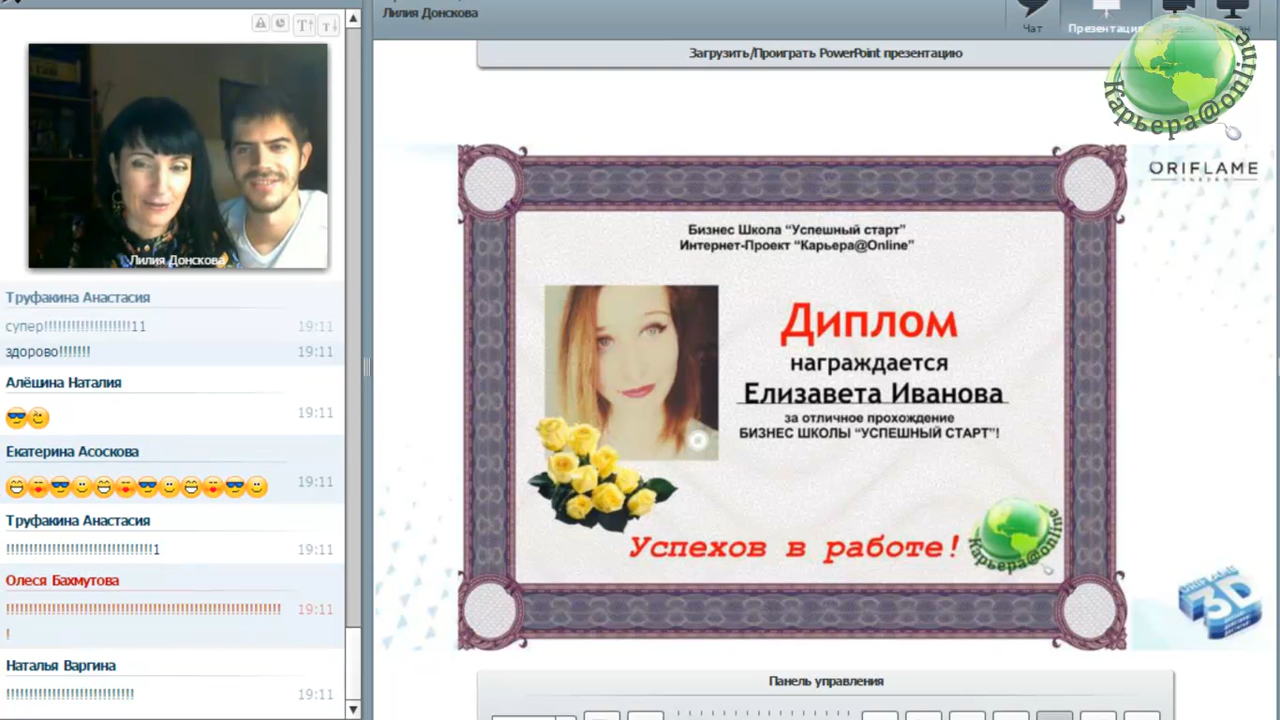 Лилия Донскова
Чат
Презентация
Загрузить/Проиграть PowerPoint презентацию
Карьера@online
ORIFLAME
SWEDEN
Лилия Донскова
Труфакина Анастасия
супер!!!!!!!!!!!!!!!!!!!11 19:11
здорово!!!!!!! 19:11
Алёшина Наталия
19:11
Екатерина Асоскова
19:11
Труфакина Анастасия
!!!!!!!!!!!!!!!!!!!!!!!!!!!!!!!!1 19:11
Олеся Бахмутова
!!!!!!!!!!!!!!!!!!!!!!!!!!!!!!!!!!!!!!!!!!!!!!!!!!!!!!!!!!!! 19:11
!
Наталья Варгина
!!!!!!!!!!!!!!!!!!!!!!!!!!!! 19:11
Бизнес Школа “Успешный старт”
Интернет-Проект “Карьера@Online”
Диплом
награждается
Елизавета Иванова
за отличное прохождение
БИЗНЕС ШКОЛЫ “УСПЕШНЫЙ СТАРТ”!
Успехов в работе!
Карьера@online
3D
Панель управления